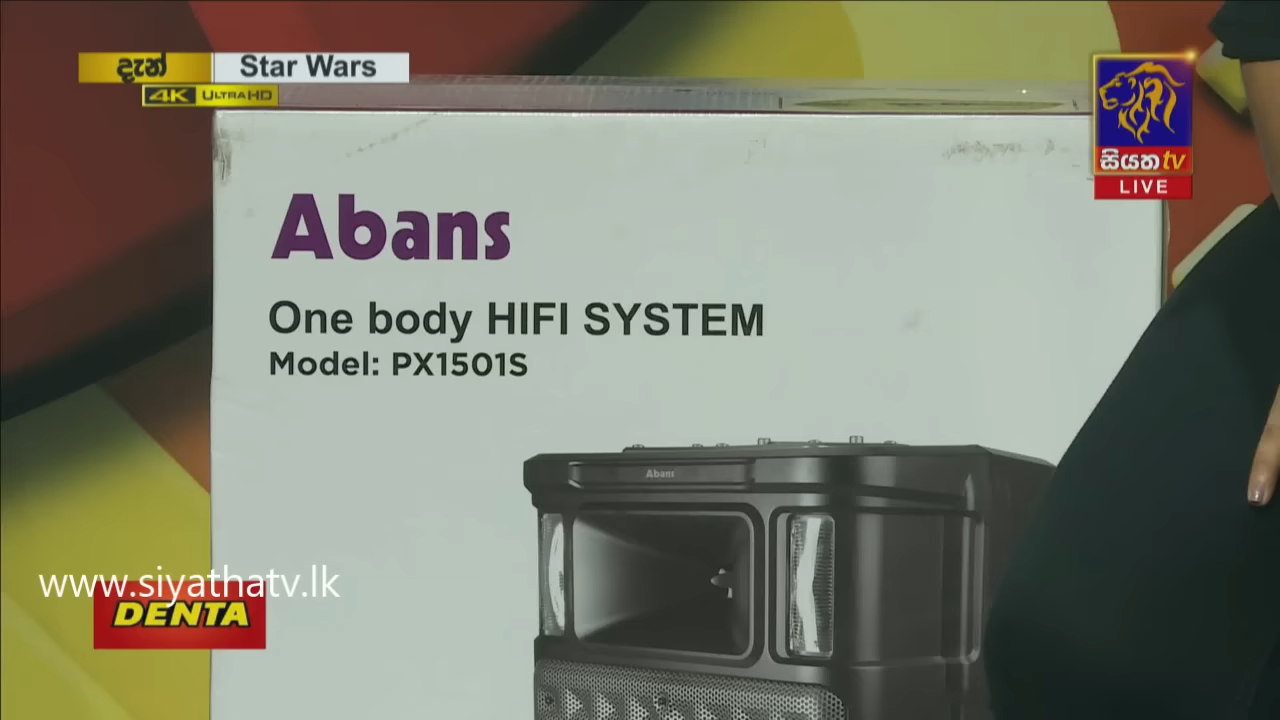 දැන් Star Wars
4K ULTRA HD
සියත tv
LIVE
Abans
One body HIFI SYSTEM
Model: PX1501S
Abans
www.siyathatv.lk
DENTA